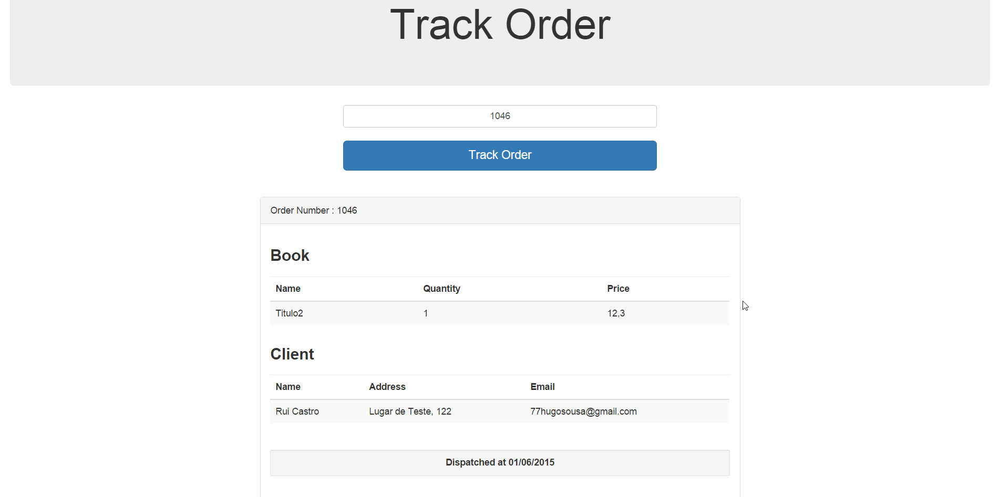 Track Order
1046
Track Order
Order Number : 1046
Book
Name Quantity Price
Titulo2 1 12,3
Client
Name Address Email
Rui Castro Lugar de Teste, 122 77hugosousa@gmail.com
Dispatched at 01/06/2015